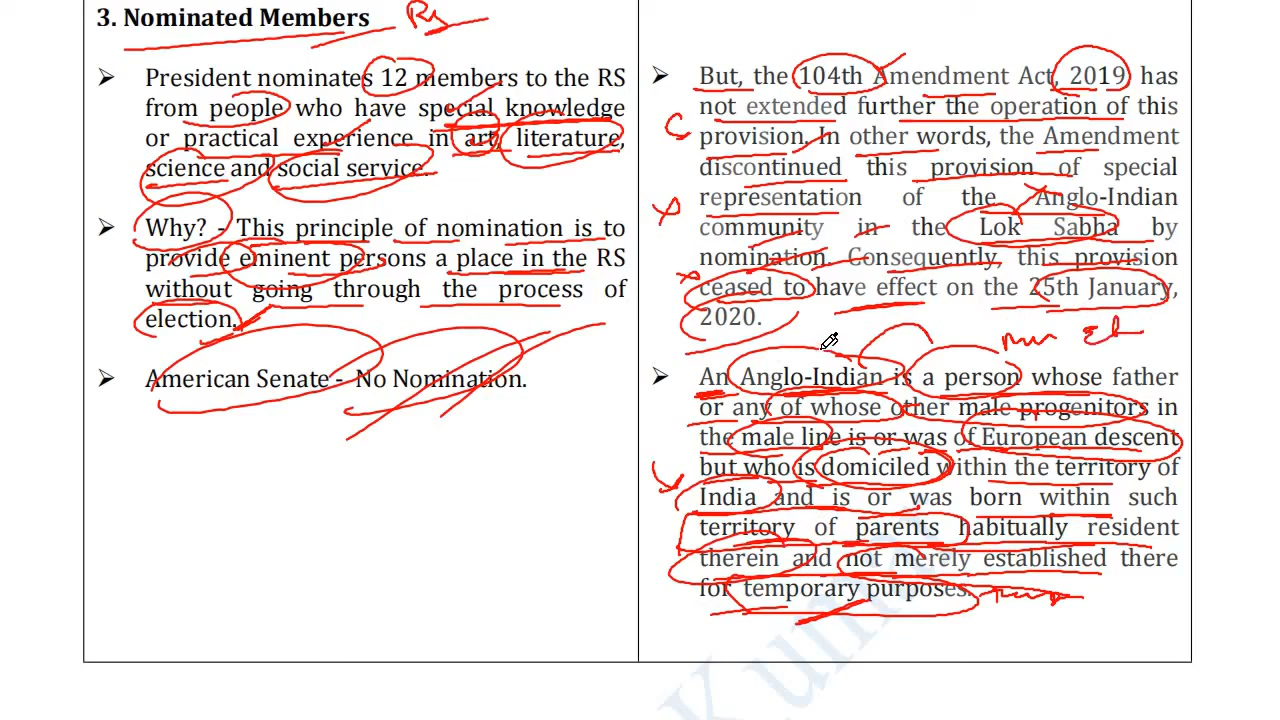 3. Nominated Members
Rs
➢ President nominates 12 members to the RS
from people who have special knowledge
or practical experience in art, literature,
science and social service.
➢ Why? - This principle of nomination is to
provide eminent persons a place in the RS
without going through the process of
election.
➢ American Senate - No Nomination.
➢ But, the 104th Amendment Act, 2019 has
not extended further the operation of this
provision. In other words, the Amendment
discontinued this provision of special
representation of the Anglo-Indian
community in the Lok Sabha by
nomination. Consequently, this provision
ceased to have effect on the 25th January,
2020.
➢ An Anglo-Indian is a person whose father
or any of whose other male progenitors in
the male line is or was of European descent
but who is domiciled within the territory of
India and is or was born within such
territory of parents habitually resident
therein and not merely established there
for temporary purposes.